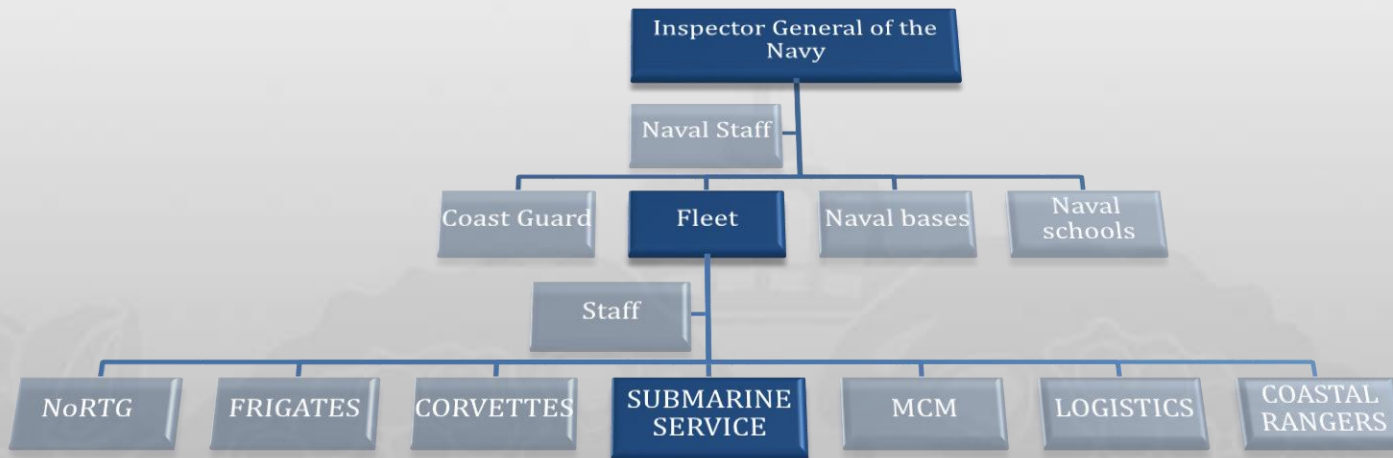 Inspector General of the
Navy
Naval Staff
Coast Guard
Fleet
Naval bases
Naval
schools
Staff
NoRTG
FRIGATES
CORVETTES
SUBMARINE
SERVICE
MCM
LOGISTICS
COASTAL
RANGERS